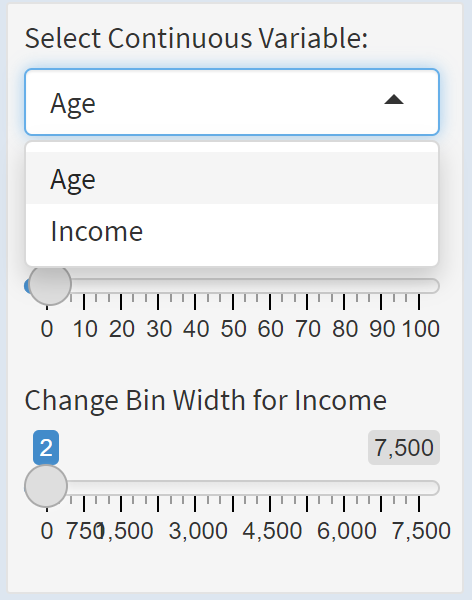 Select Continuous Variable:
Age
Age
Income
0 10 20 30 40 50 60 70 80 90 100
Change Bin Width for Income
2 7,500
0 750 1,500 3,000 4,500 6,000 7,500